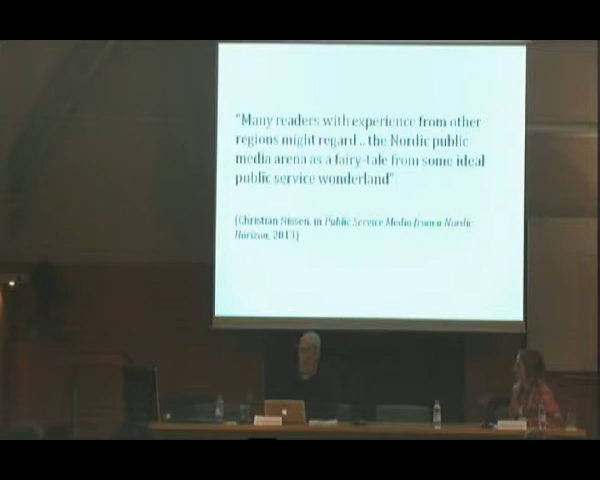 "Many readers with experience from other
regions might regard .. the Nordic public
media arena as a fairy-tale from some ideal
public service wonderland"
(Christian Nissen, in Public Service Media from a Nordic
Horizon, 2013)